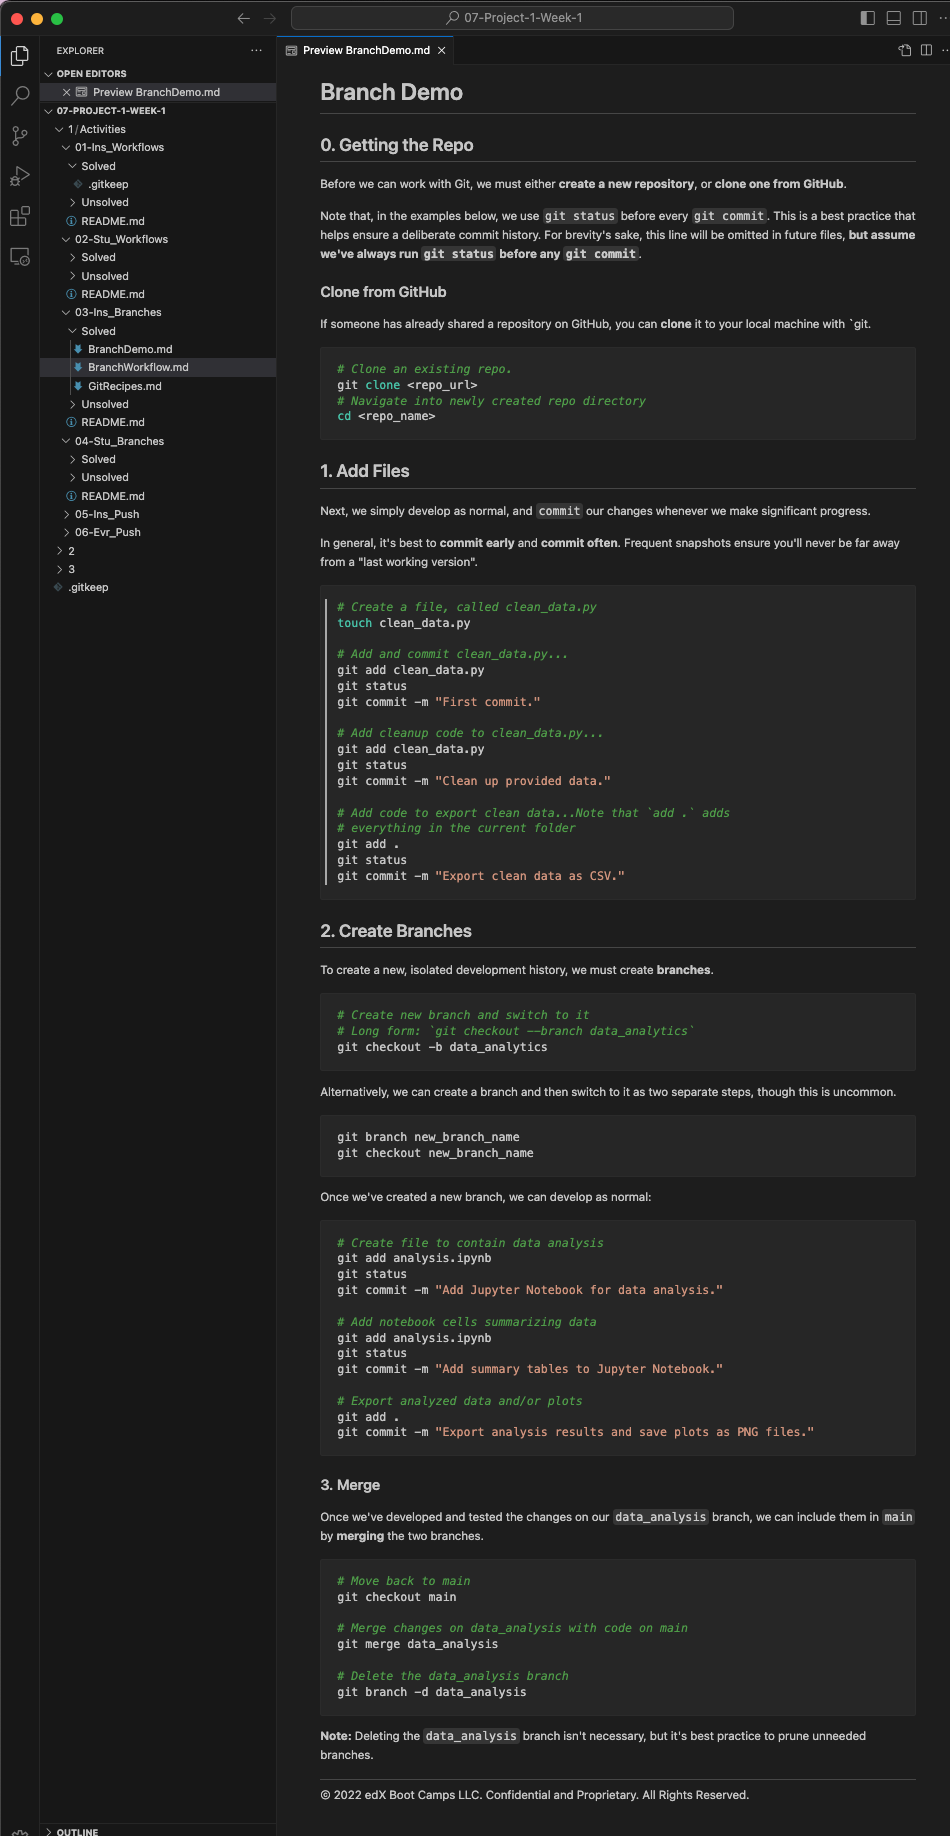 07-Project-1-Week-1
EXPLORER
OPEN EDITORS
Preview BranchDemo.md
07-PROJECT-1-WEEK-1
1 / Activities
01-Ins_Workflows
Solved
.gitkeep
Unsolved
README.md
02-Stu_Workflows
Solved
Unsolved
README.md
03-Ins_Branches
Solved
BranchDemo.md
BranchWorkflow.md
GitRecipes.md
Unsolved
README.md
04-Stu_Branches
Solved
Unsolved
README.md
05-Ins_Push
06-Evr_Push
2
3
.gitkeep
OUTLINE
Preview BranchDemo.md
Branch Demo
0. Getting the Repo
Before we can work with Git, we must either create a new repository, or clone one from GitHub.
Note that, in the examples below, we use git status before every git commit. This is a best practice that
helps ensure a deliberate commit history. For brevity's sake, this line will be omitted in future files, but assume
we've always run git status before any git commit.
Clone from GitHub
If someone has already shared a repository on GitHub, you can clone it to your local machine with `git.
# Clone an existing repo.
git clone <repo_url>
# Navigate into newly created repo directory
cd <repo_name>
1. Add Files
Next, we simply develop as normal, and commit our changes whenever we make significant progress.
In general, it's best to commit early and commit often. Frequent snapshots ensure you'll never be far away
from a "last working version".
# Create a file, called clean_data.py
touch clean_data.py
# Add and commit clean_data.py...
git add clean_data.py
git status
git commit -m "First commit."
# Add cleanup code to clean_data.py...
git add clean_data.py
git status
git commit -m "Clean up provided data."
# Add code to export clean data...Note that `add .` adds
# everything in the current folder
git add .
git status
git commit -m "Export clean data as CSV."
2. Create Branches
To create a new, isolated development history, we must create branches.
# Create new branch and switch to it
# Long form: `git checkout --branch data_analytics`
git checkout -b data_analytics
Alternatively, we can create a branch and then switch to it as two separate steps, though this is uncommon.
git branch new_branch_name
git checkout new_branch_name
Once we've created a new branch, we can develop as normal:
# Create file to contain data analysis
git add analysis.ipynb
git status
git commit -m "Add Jupyter Notebook for data analysis."
# Add notebook cells summarizing data
git add analysis.ipynb
git status
git commit -m "Add summary tables to Jupyter Notebook."
# Export analyzed data and/or plots
git add .
git commit -m "Export analysis results and save plots as PNG files."
3. Merge
Once we've developed and tested the changes on our data_analysis branch, we can include them in main
by merging the two branches.
# Move back to main
git checkout main
# Merge changes on data_analysis with code on main
git merge data_analysis
# Delete the data_analysis branch
git branch -d data_analysis
Note: Deleting the data_analysis branch isn't necessary, but it's best practice to prune unneeded
branches.
© 2022 edX Boot Camps LLC. Confidential and Proprietary. All Rights Reserved.